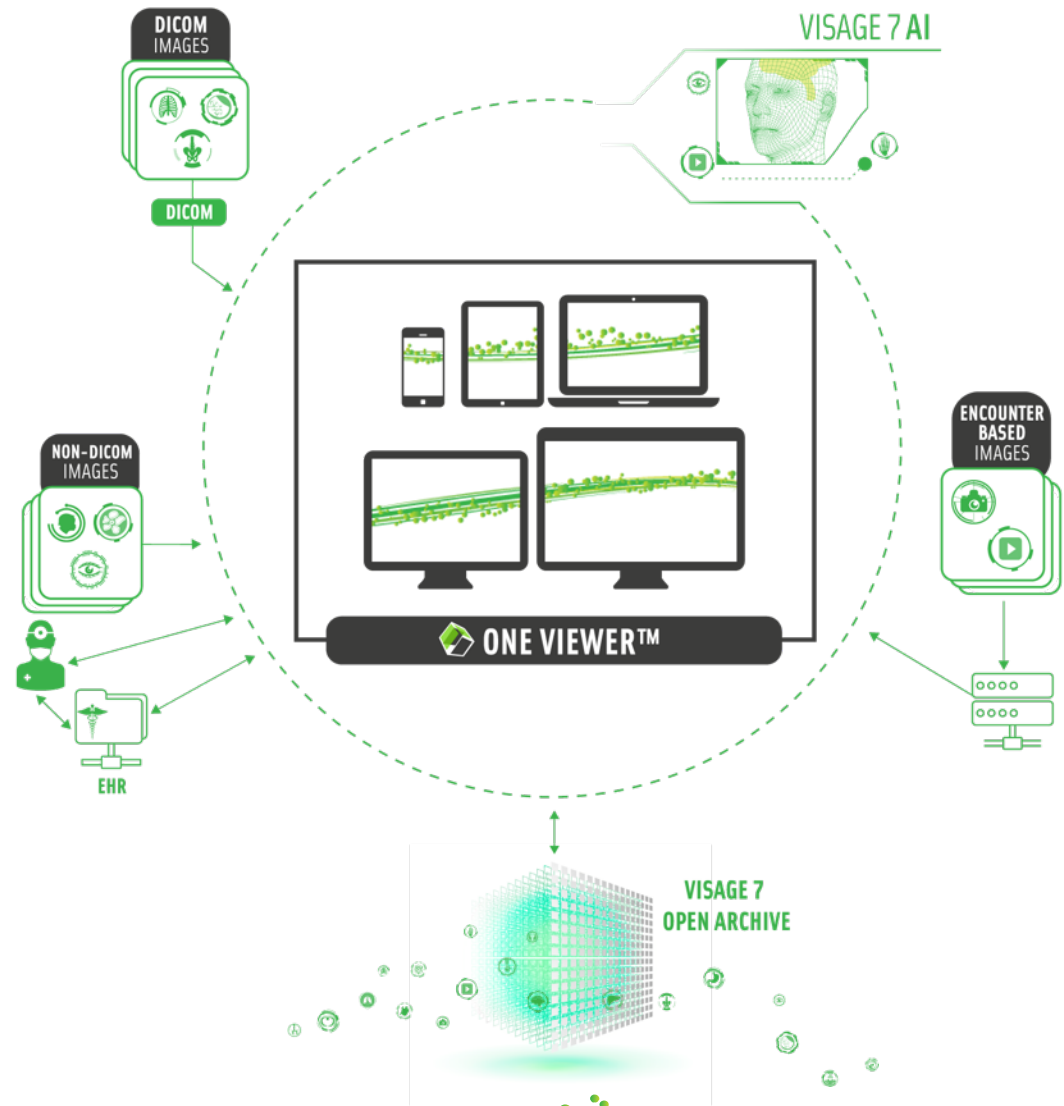 DICOM
IMAGES
DICOM
VISAGE 7 AI
NON-DICOM
IMAGES
ENCOUNTER
BASED
IMAGES
ONE VIEWER™
EHR
VISAGE 7
OPEN ARCHIVE